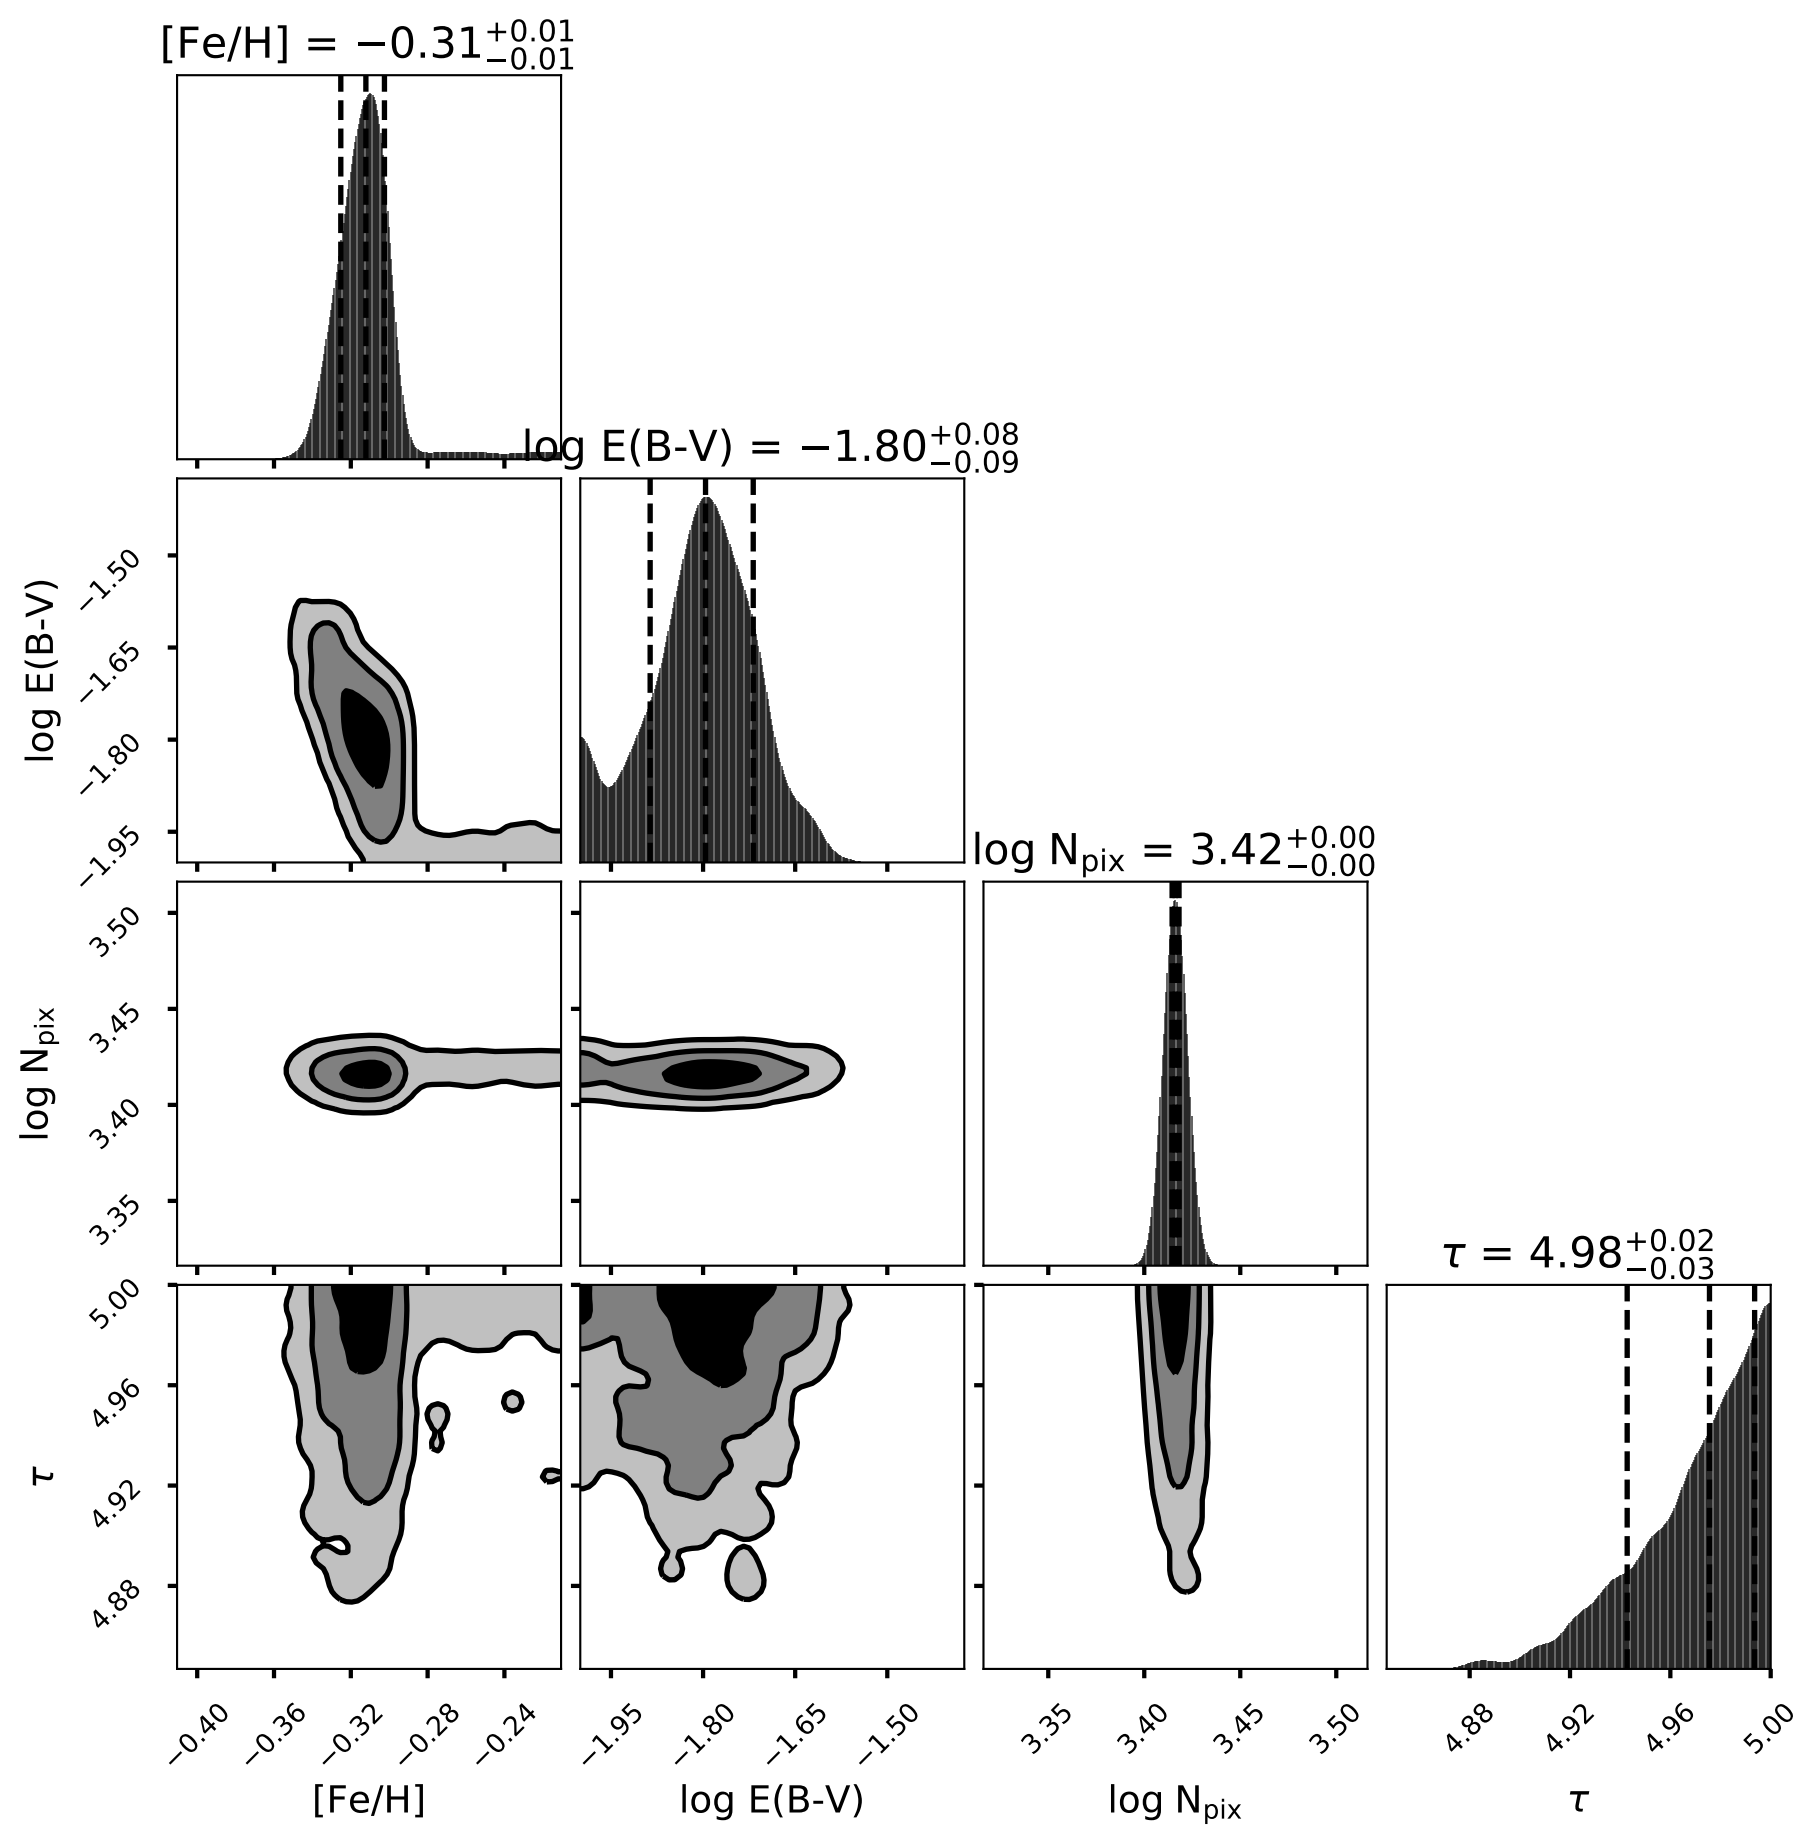 [Fe/H] = −0.31 +0.01 −0.01
log E(B-V) = −1.80 +0.08 −0.09
log E(B-V)
−1.50
−1.65
−1.80
−1.95
log Npix = 3.42 +0.00 −0.00
log Npix
3.50
3.45
3.40
3.35
τ = 4.98 +0.02 −0.03
τ
5.00
4.96
4.92
4.88
−0.40 −0.36 −0.32 −0.28 −0.24
−1.95 −1.80 −1.65 −1.50
3.35 3.40 3.45 3.50
4.88 4.92 4.96 5.00
[Fe/H]
log E(B-V)
log Npix
τ